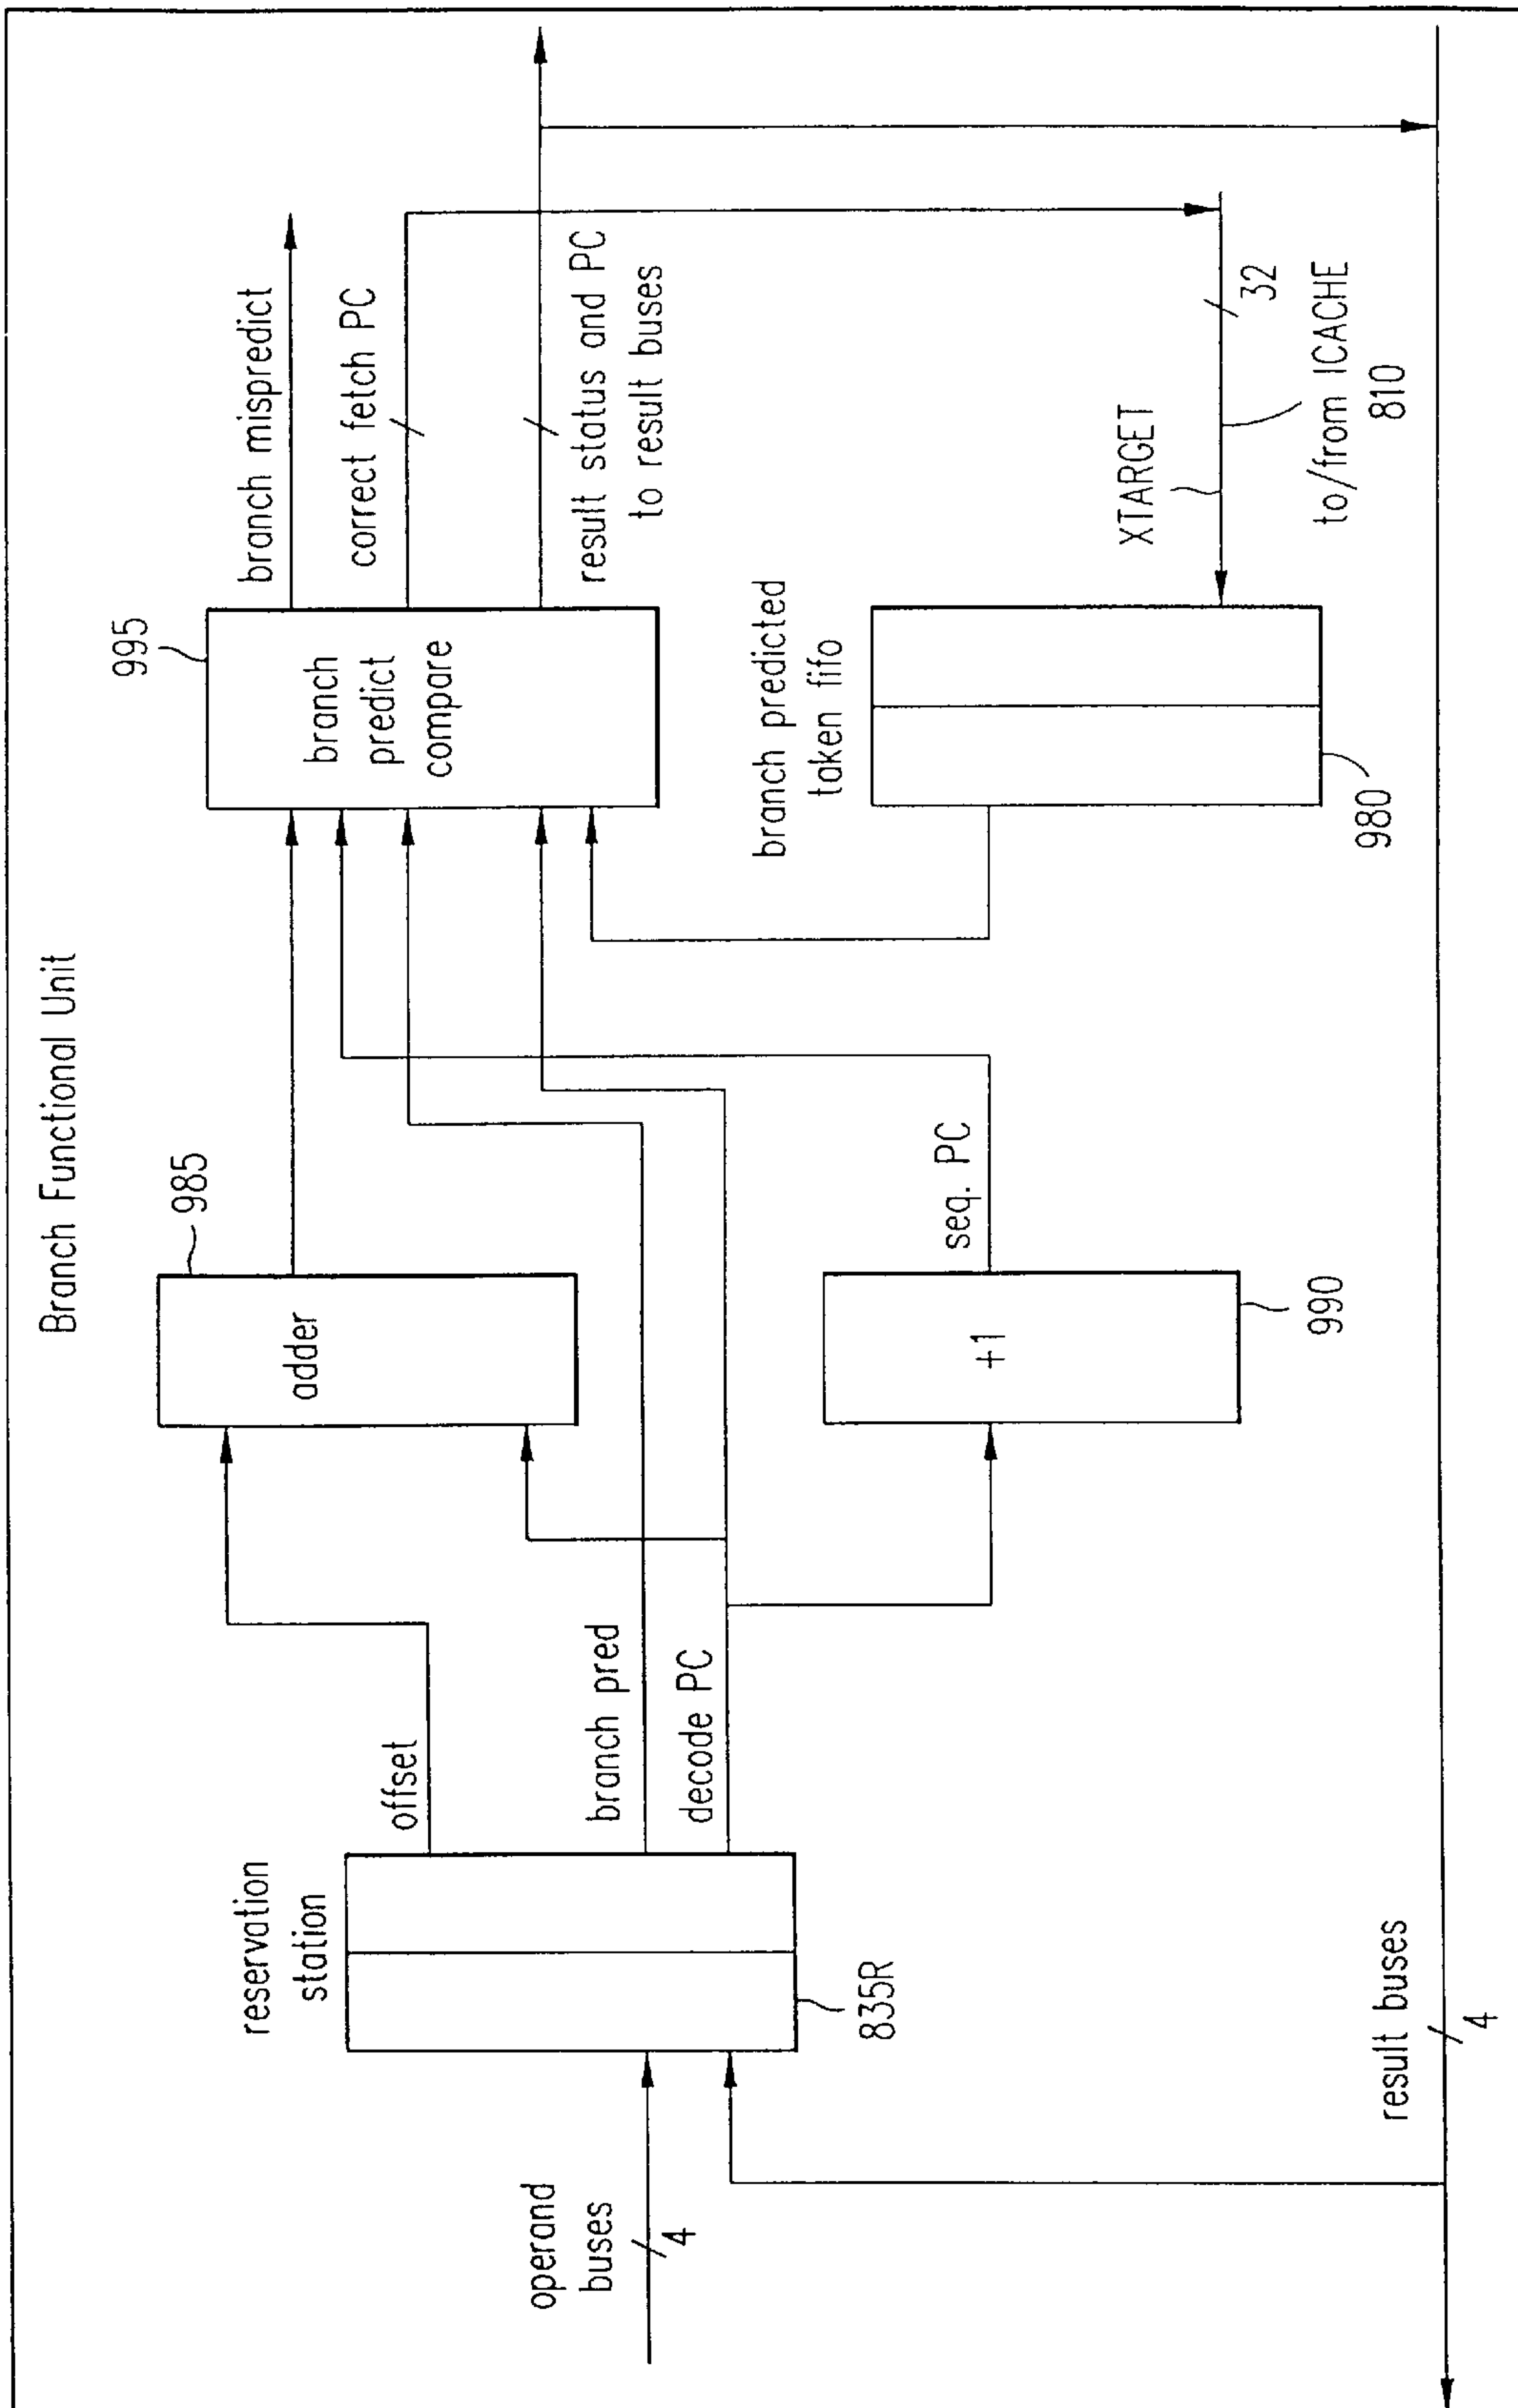 Branch Functional Unit
operand
buses
4
reservation
station
835R
offset
branch pred
decode PC
adder
985
+1
990
seq. PC
995
branch
predict
compare
branch mispredict
correct fetch PC
result status and PC
to result buses
branch predicted
taken fifo
980
XTARGET
32
to/from ICACHE
810
result buses
4